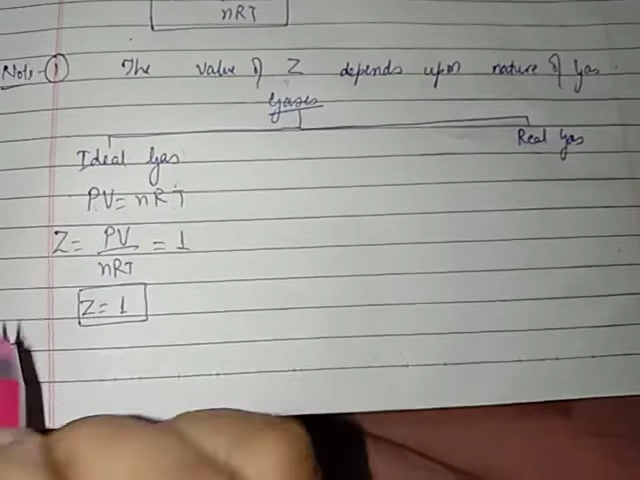 nRT
Note-① The value of Z depends upon nature of gas.
Gases
Ideal Gas
Real Gas
PV = nRT
Z = PV/nRT = 1
Z = 1